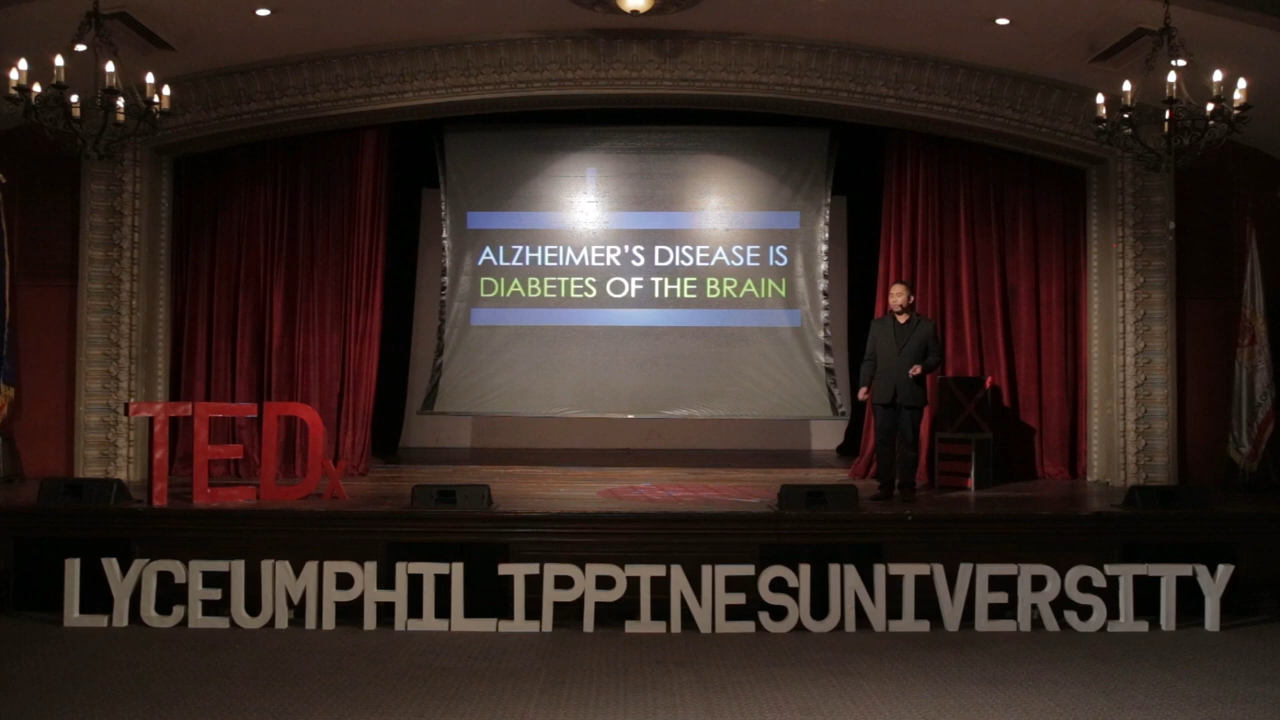 ALZHEIMER'S DISEASE IS
DIABETES OF THE BRAIN
TEDx
LYCEUMPHILIPPINESUNIVERSITY